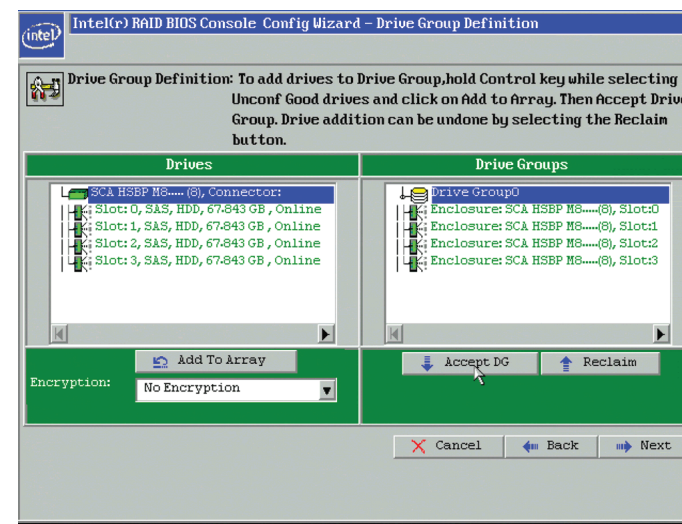 Intel(r) RAID BIOS Console Config Wizard – Drive Group Definition
intel
Drive Group Definition: To add drives to Drive Group,hold Control key while selecting
Unconf Good drives and click on Add to Array. Then Accept Driv
Group. Drive addition can be undone by selecting the Reclaim
button.
Drives
SCA HSBP M8..... (8), Connector:
Slot: 0, SAS, HDD, 67.843 GB , Online
Slot: 1, SAS, HDD, 67.843 GB , Online
Slot: 2, SAS, HDD, 67.843 GB , Online
Slot: 3, SAS, HDD, 67.843 GB , Online
Add To Array
Encryption:
No Encryption
Drive Groups
Drive Group0
Enclosure: SCA HSBP M8.....(8), Slot:0
Enclosure: SCA HSBP M8.....(8), Slot:1
Enclosure: SCA HSBP M8.....(8), Slot:2
Enclosure: SCA HSBP M8.....(8), Slot:3
Accept DG
Reclaim
Cancel
Back
Next